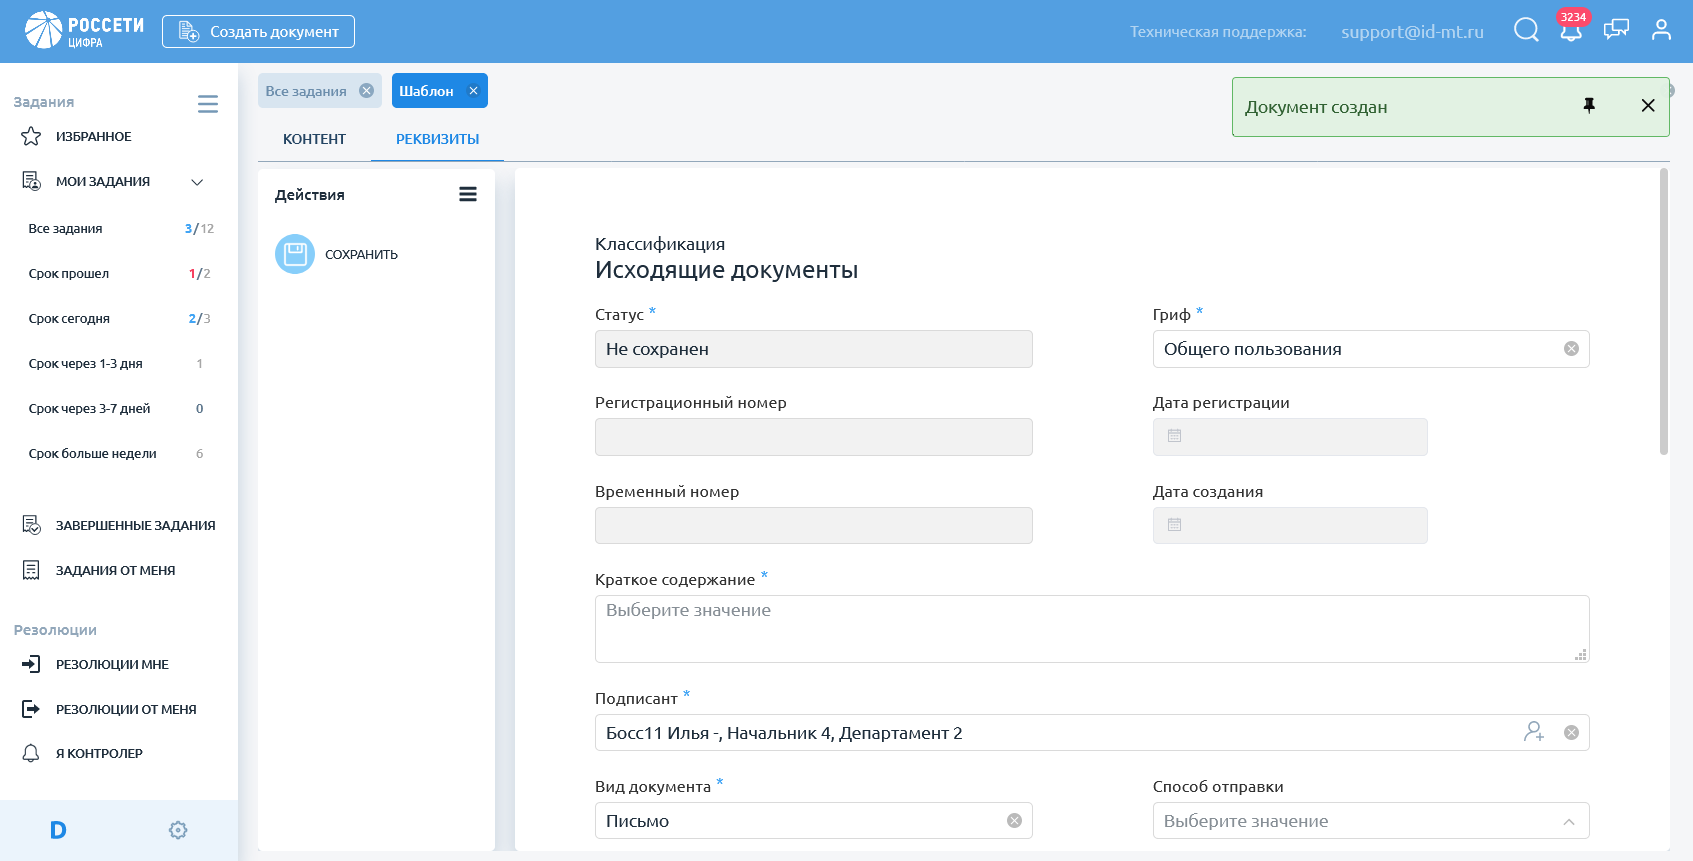 РОССЕТИ
ЦИФРА
Создать документ
Техническая поддержка:
support@id-mt.ru
3234
Задания
ИЗБРАННОЕ
МОИ ЗАДАНИЯ
Все задания 3/12
Срок прошел 1/2
Срок сегодня 2/3
Срок через 1-3 дня 1
Срок через 3-7 дней 0
Срок больше недели 6
ЗАВЕРШЕННЫЕ ЗАДАНИЯ
ЗАДАНИЯ ОТ МЕНЯ
Резолюции
РЕЗОЛЮЦИИ МНЕ
РЕЗОЛЮЦИИ ОТ МЕНЯ
Я КОНТРОЛЕР
D
Все задания
Шаблон
Документ создан
КОНТЕНТ
РЕКВИЗИТЫ
Действия
СОХРАНИТЬ
Классификация
Исходящие документы
Статус *
Не сохранен
Гриф *
Общего пользования
Регистрационный номер
Дата регистрации
Временный номер
Дата создания
Краткое содержание *
Выберите значение
Подписант *
Босс11 Илья -, Начальник 4, Департамент 2
Вид документа *
Письмо
Способ отправки
Выберите значение